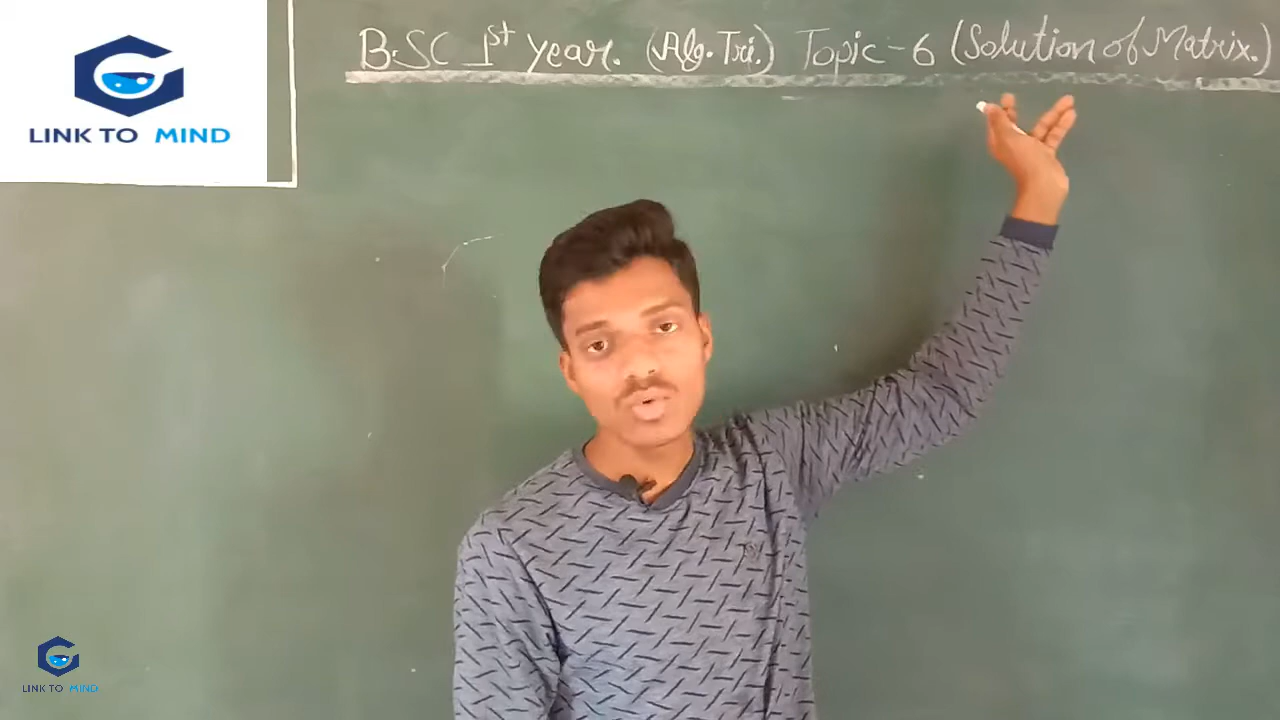 B.SC 1st year. (Alg. Tri.) Topic - 6 (Solution of Matrix.)
LINK TO MIND
LINK TO MIND